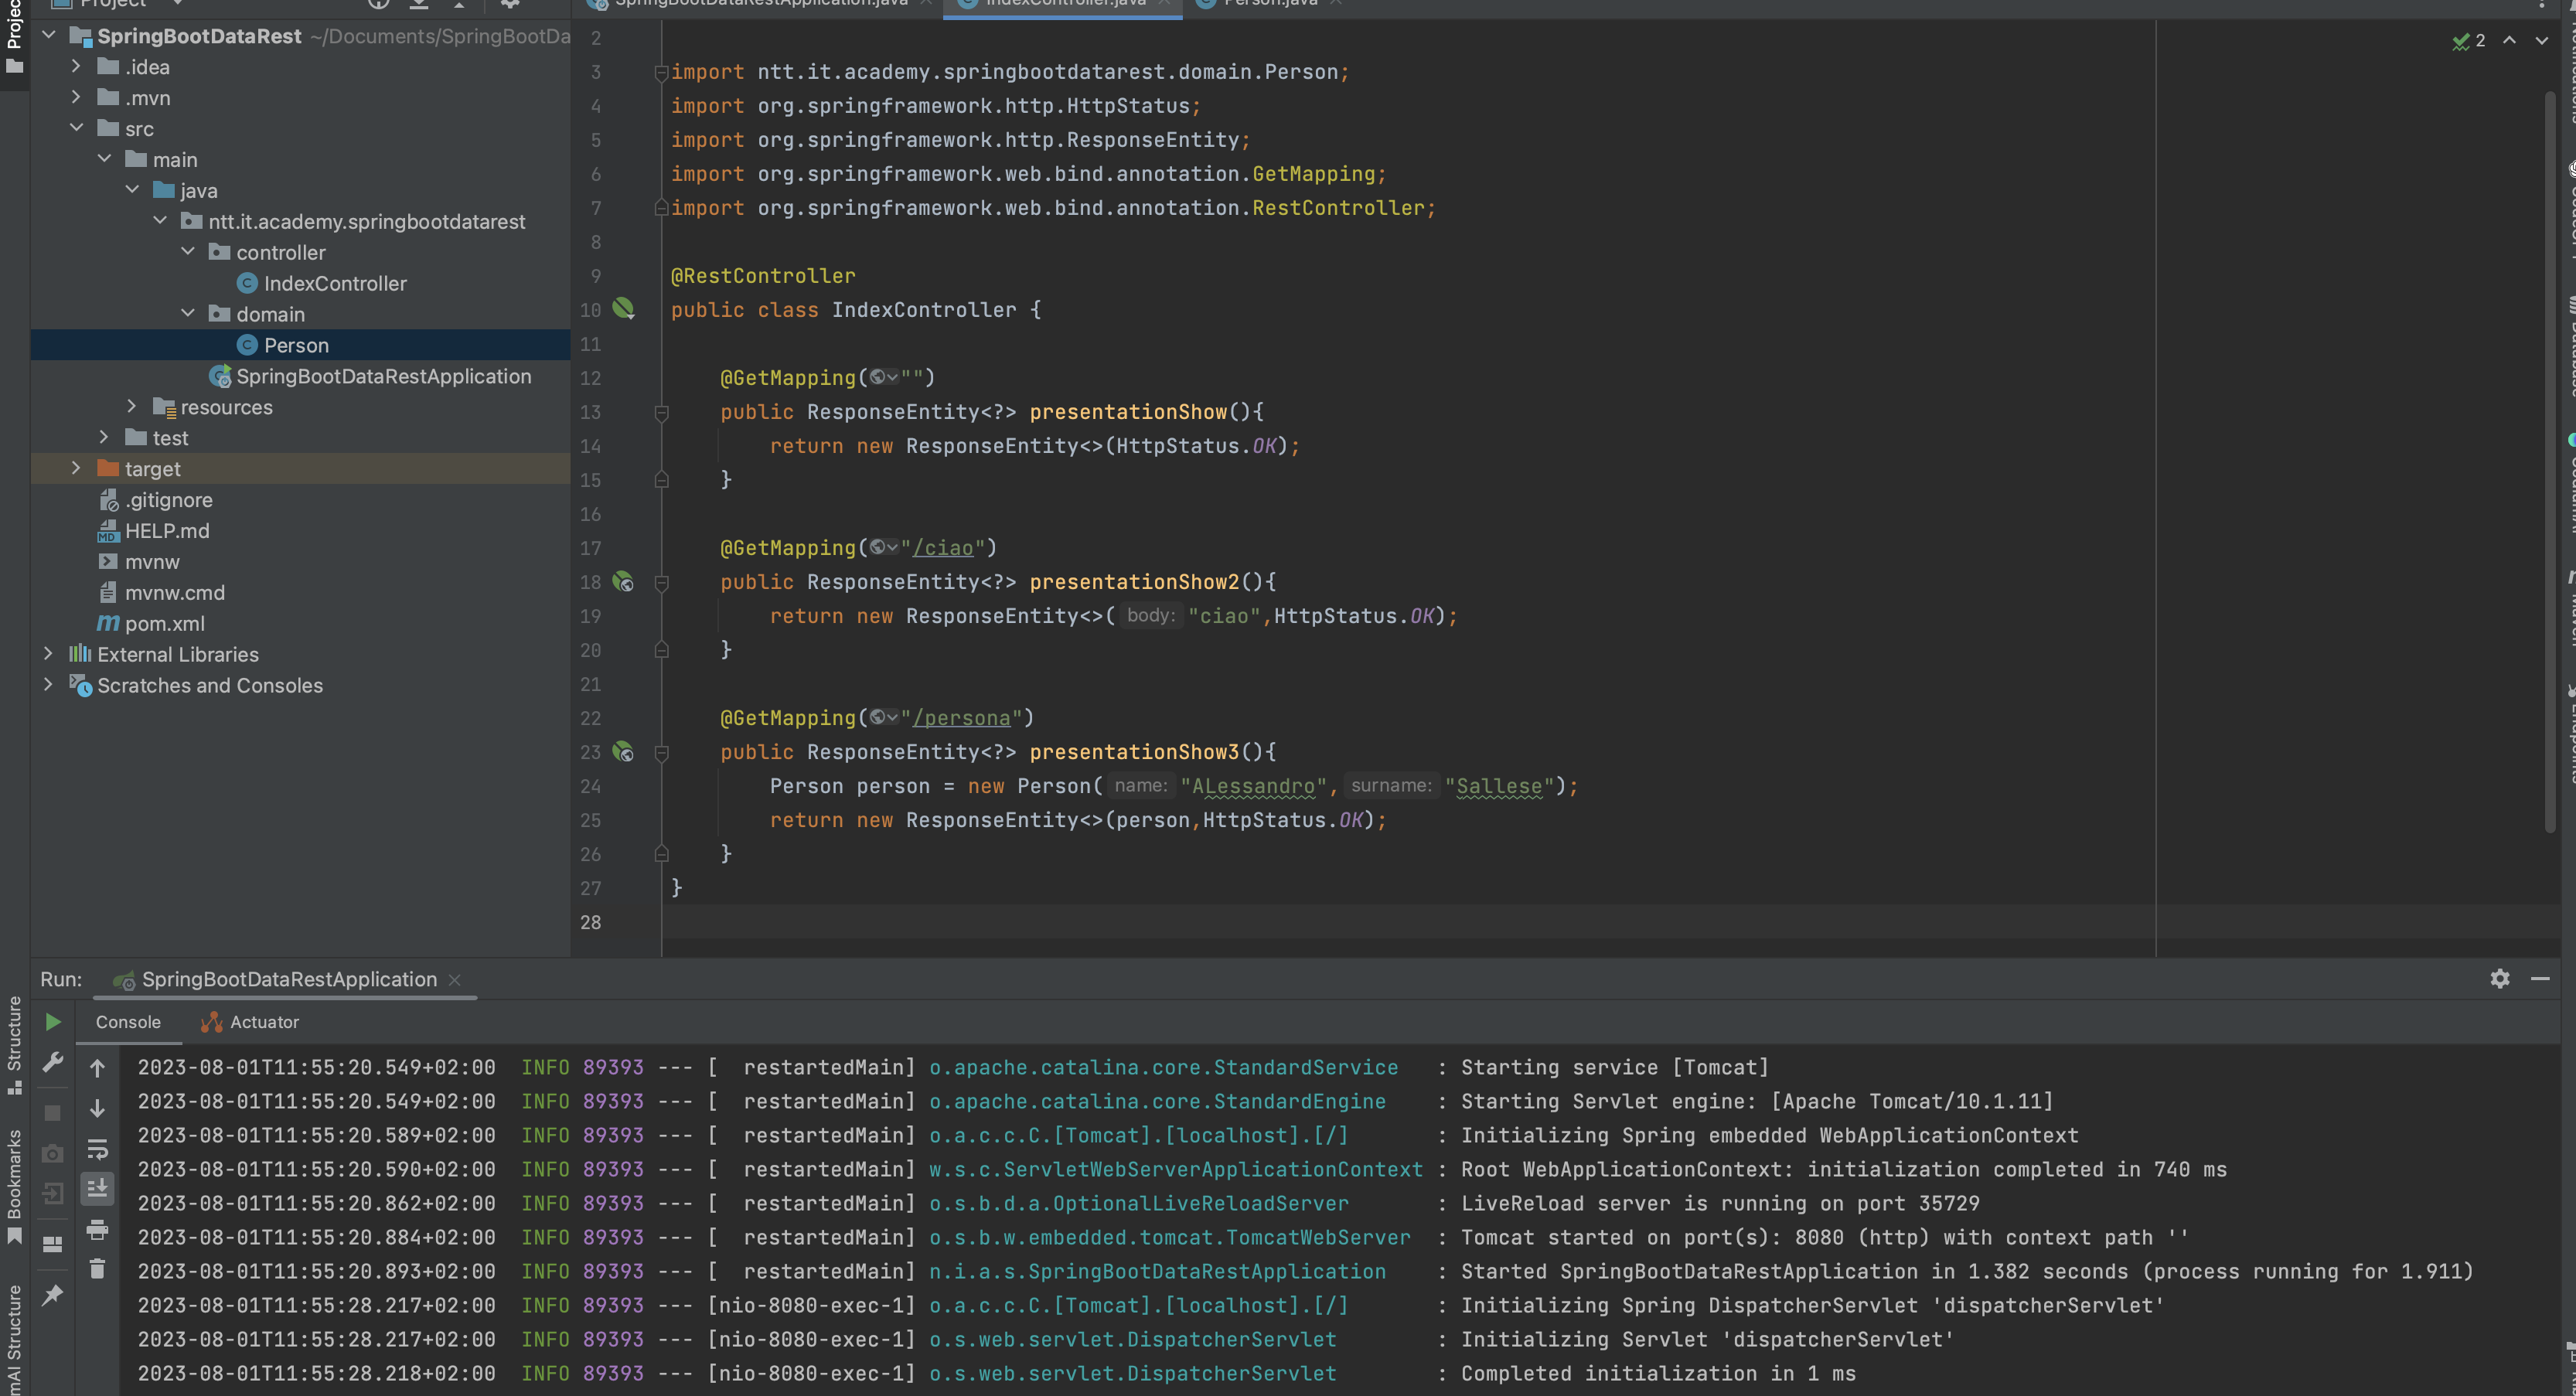 Project
SpringBootDataRestApplication.java
IndexController.java
Person.java
Project
SpringBootDataRest ~/Documents/SpringBootDa
.idea
.mvn
src
main
java
ntt.it.academy.springbootdatarest
controller
IndexController
domain
Person
SpringBootDataRestApplication
resources
test
target
.gitignore
HELP.md
mvnw
mvnw.cmd
pom.xml
External Libraries
Scratches and Consoles
2
2
3 import ntt.it.academy.springbootdatarest.domain.Person;
4 import org.springframework.http.HttpStatus;
5 import org.springframework.http.ResponseEntity;
6 import org.springframework.web.bind.annotation.GetMapping;
7 import org.springframework.web.bind.annotation.RestController;
8
9 @RestController
10 public class IndexController {
11
12 @GetMapping("")
13 public ResponseEntity<?> presentationShow(){
14 return new ResponseEntity<>(HttpStatus.OK);
15 }
16
17 @GetMapping("/ciao")
18 public ResponseEntity<?> presentationShow2(){
19 return new ResponseEntity<>( body: "ciao",HttpStatus.OK);
20 }
21
22 @GetMapping("/persona")
23 public ResponseEntity<?> presentationShow3(){
24 Person person = new Person( name: "ALessandro", surname: "Sallese");
25 return new ResponseEntity<>(person,HttpStatus.OK);
26 }
27 }
28
Run: SpringBootDataRestApplication
Console Actuator
2023-08-01T11:55:20.549+02:00 INFO 89393 --- [ restartedMain] o.apache.catalina.core.StandardService : Starting service [Tomcat]
2023-08-01T11:55:20.549+02:00 INFO 89393 --- [ restartedMain] o.apache.catalina.core.StandardEngine : Starting Servlet engine: [Apache Tomcat/10.1.11]
2023-08-01T11:55:20.589+02:00 INFO 89393 --- [ restartedMain] o.a.c.c.C.[Tomcat].[localhost].[/] : Initializing Spring embedded WebApplicationContext
2023-08-01T11:55:20.590+02:00 INFO 89393 --- [ restartedMain] w.s.c.ServletWebServerApplicationContext : Root WebApplicationContext: initialization completed in 740 ms
2023-08-01T11:55:20.862+02:00 INFO 89393 --- [ restartedMain] o.s.b.d.a.OptionalLiveReloadServer : LiveReload server is running on port 35729
2023-08-01T11:55:20.884+02:00 INFO 89393 --- [ restartedMain] o.s.b.w.embedded.tomcat.TomcatWebServer : Tomcat started on port(s): 8080 (http) with context path ''
2023-08-01T11:55:20.893+02:00 INFO 89393 --- [ restartedMain] n.i.a.s.SpringBootDataRestApplication : Started SpringBootDataRestApplication in 1.382 seconds (process running for 1.911)
2023-08-01T11:55:28.217+02:00 INFO 89393 --- [nio-8080-exec-1] o.a.c.c.C.[Tomcat].[localhost].[/] : Initializing Spring DispatcherServlet 'dispatcherServlet'
2023-08-01T11:55:28.217+02:00 INFO 89393 --- [nio-8080-exec-1] o.s.web.servlet.DispatcherServlet : Initializing Servlet 'dispatcherServlet'
2023-08-01T11:55:28.218+02:00 INFO 89393 --- [nio-8080-exec-1] o.s.web.servlet.DispatcherServlet : Completed initialization in 1 ms
Structure
Bookmarks
mAI Structure